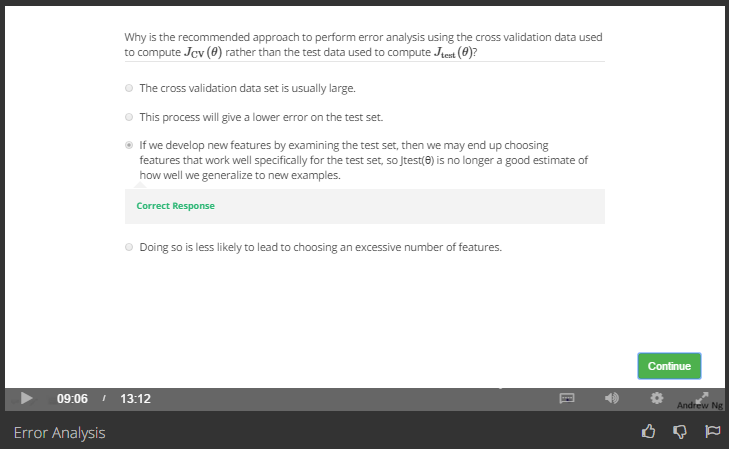 Why is the recommended approach to perform error analysis using the cross validation data used
to compute J_CV(θ) rather than the test data used to compute J_test(θ)?
The cross validation data set is usually large.
This process will give a lower error on the test set.
If we develop new features by examining the test set, then we may end up choosing
features that work well specifically for the test set, so Jtest(θ) is no longer a good estimate of
how well we generalize to new examples.
Correct Response
Doing so is less likely to lead to choosing an excessive number of features.
Continue
09:06 / 13:12
Andrew Ng
Error Analysis